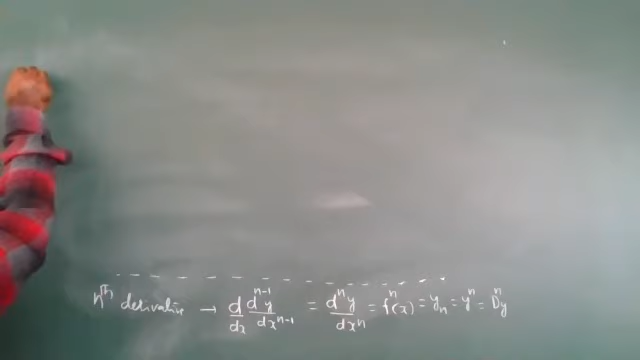 nth derivative → d/dx d^(n-1)y/dx^(n-1) = d^n y/dx^n = f^n(x) = y_n = y^n = D^n y